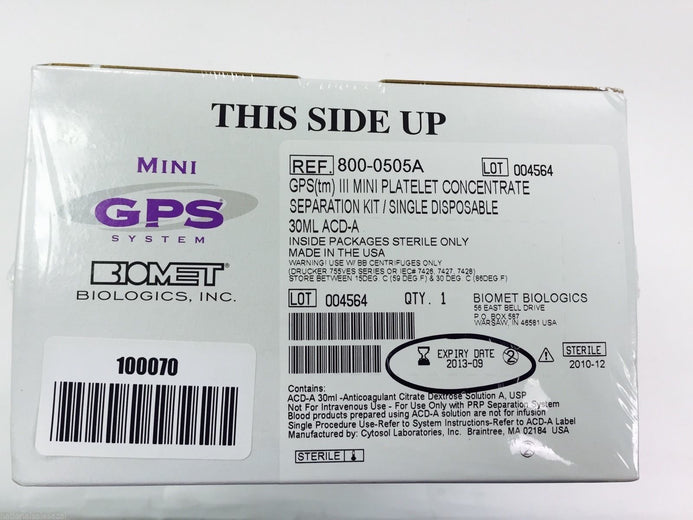 THIS SIDE UP
MINI
GPS
SYSTEM
BIOMET®
BIOLOGICS, INC.
100070
REF. 800-0505A
LOT 004564
GPS(tm) III MINI PLATELET CONCENTRATE
SEPARATION KIT / SINGLE DISPOSABLE
30ML ACD-A
INSIDE PACKAGES STERILE ONLY
MADE IN THE USA
WARNING! USE W/ BB CENTRIFUGES ONLY
(DRUCKER 755VES SERIES OR IEC# 7426, 7427, 7428)
STORE BETWEEN 15DEG. C (59 DEG F) & 30 DEG C (86DEG F)
LOT 004564 QTY. 1
BIOMET BIOLOGICS
56 EAST BELL DRIVE
P.O. BOX 587
WARSAW, IN 46581 USA
EXPIRY DATE
2013-09
2
STERILE
2010-12
Contains:
ACD-A 30ml -Anticoagulant Citrate Dextrose Solution A, USP
Not For Intravenous Use - For Use Only with PRP Separation System
Blood products prepared using ACD-A solution are not for infusion
Single Procedure Use-Refer to System Instructions-Refer to ACD-A Label
Manufactured by: Cytosol Laboratories, Inc. Braintree, MA 02184 USA
STERILE
2